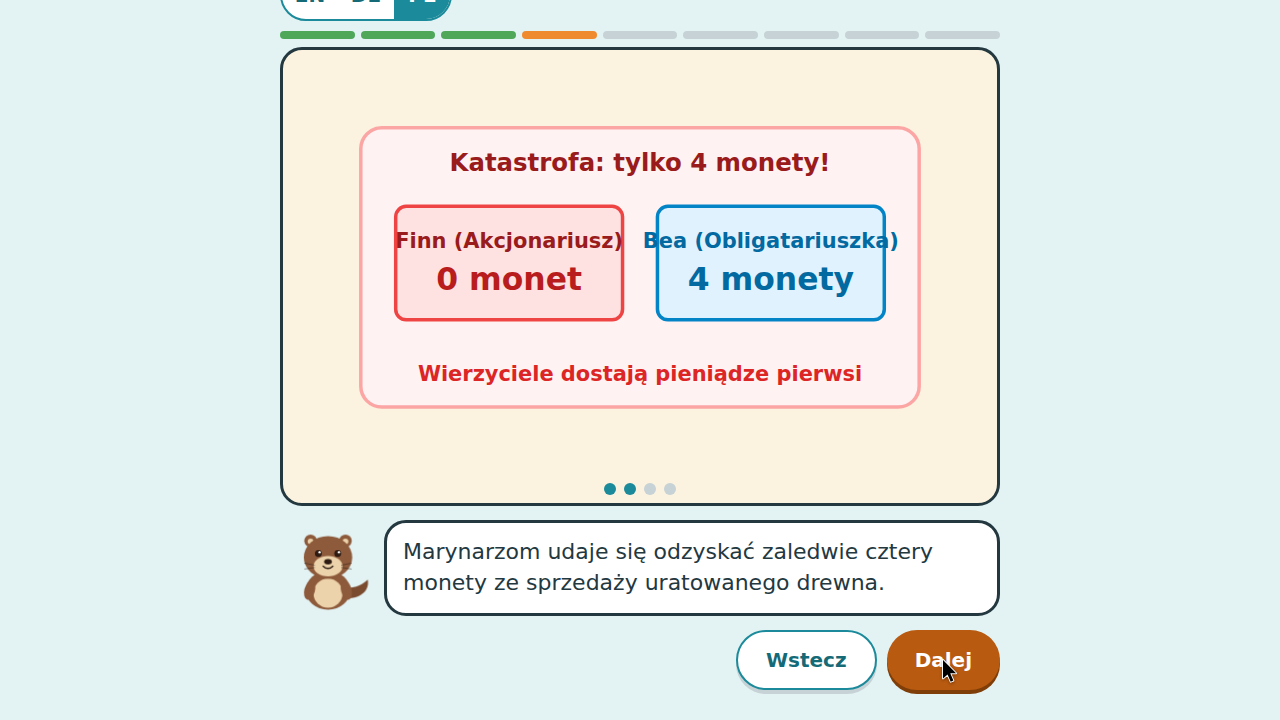 Katastrofa: tylko 4 monety!
Finn (Akcjonariusz)
0 monet
Bea (Obligatariuszka)
4 monety
Wierzyciele dostają pieniądze pierwsi
Marynarzom udaje się odzyskać zaledwie cztery
monety ze sprzedaży uratowanego drewna.
Wstecz
Dalej